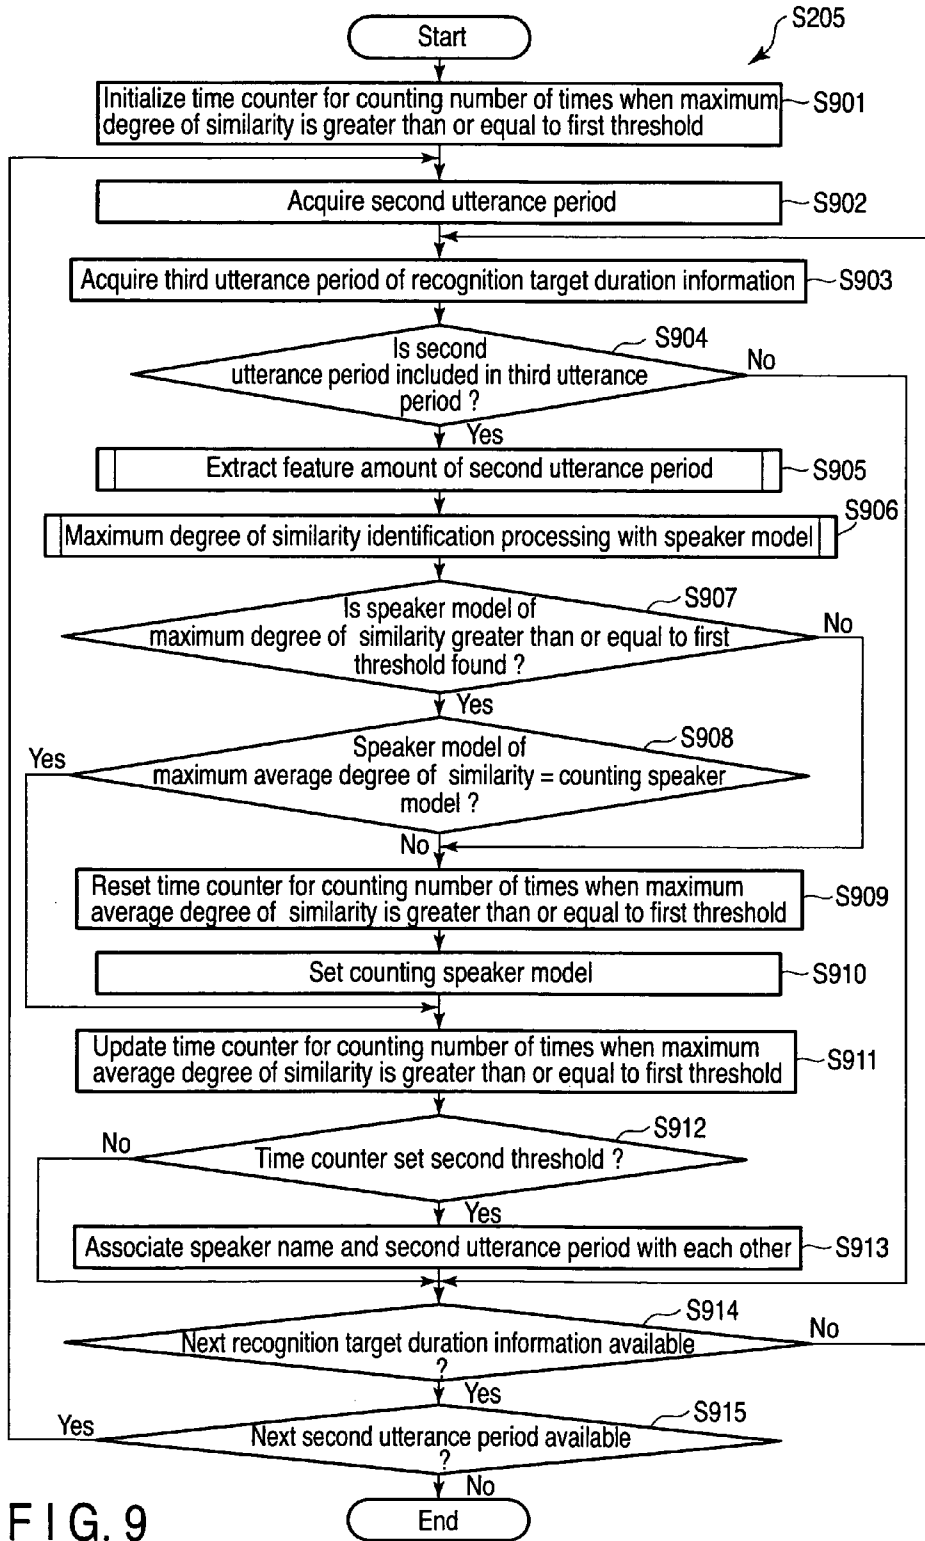 S205
Start
Initialize time counter for counting number of times when maximum
degree of similarity is greater than or equal to first threshold
S901
Acquire second utterance period
S902
Acquire third utterance period of recognition target duration information
S903
S904
Is second
utterance period included in third utterance
period ?
No
Yes
Extract feature amount of second utterance period
S905
S906
Maximum degree of similarity identification processing with speaker model
S907
Is speaker model of
maximum degree of similarity greater than or equal to first
threshold found ?
No
Yes
S908
Yes
Speaker model of
maximum average degree of similarity = counting speaker
model ?
No
Reset time counter for counting number of times when maximum
average degree of similarity is greater than or equal to first threshold
S909
Set counting speaker model
S910
Update time counter for counting number of times when maximum
average degree of similarity is greater than or equal to first threshold
S911
S912
No
Time counter set second threshold ?
Yes
Associate speaker name and second utterance period with each other
S913
S914
Next recognition target duration information available
?
No
Yes
S915
Yes
Next second utterance period available
?
No
End
FIG. 9